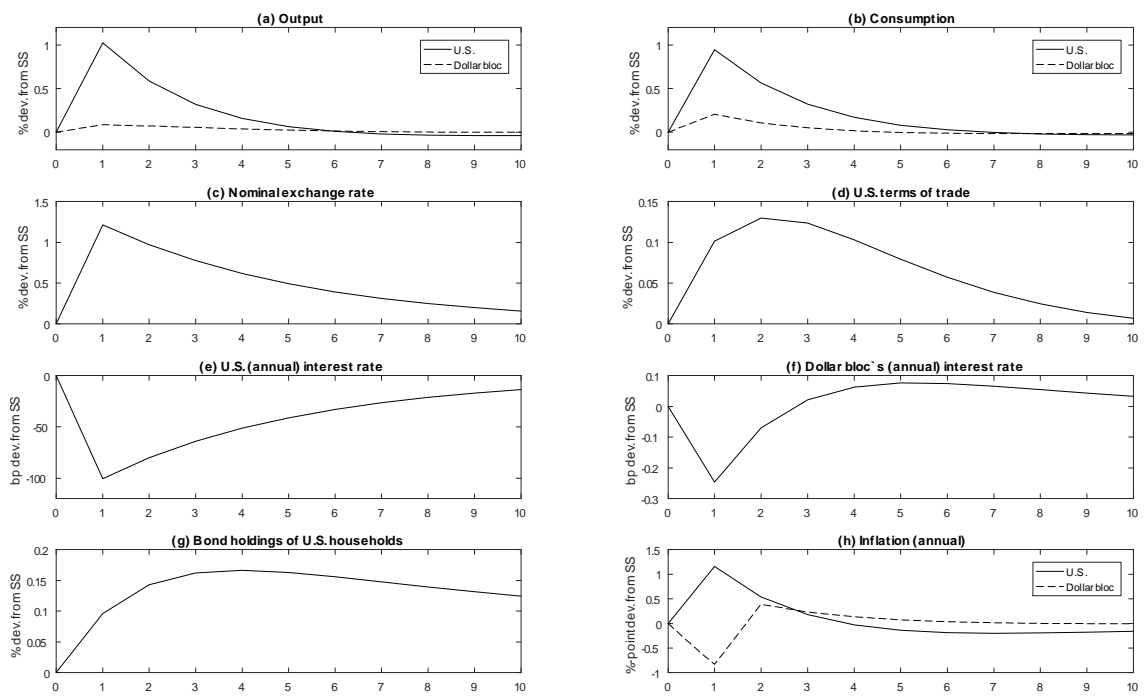 (a) Output
% dev. from SS
1
0.5
0
U.S.
Dollar bloc
0 1 2 3 4 5 6 7 8 9 10
(b) Consumption
% dev. from SS
1
0.5
0
U.S.
Dollar bloc
0 1 2 3 4 5 6 7 8 9 10
(c) Nominal exchange rate
% dev. from SS
1.5
1
0.5
0
0 1 2 3 4 5 6 7 8 9 10
(d) U.S. terms of trade
% dev. from SS
0.15
0.1
0.05
0
0 1 2 3 4 5 6 7 8 9 10
(e) U.S. (annual) interest rate
bp dev. from SS
0
-50
-100
0 1 2 3 4 5 6 7 8 9 10
(f) Dollar bloc`s (annual) interest rate
bp dev. from SS
0.1
0
-0.1
-0.2
-0.3
0 1 2 3 4 5 6 7 8 9 10
(g) Bond holdings of U.S. households
% dev. from SS
0.2
0.15
0.1
0.05
0
0 1 2 3 4 5 6 7 8 9 10
(h) Inflation (annual)
%-point dev. from SS
1.5
1
0.5
0
-0.5
-1
U.S.
Dollar bloc
0 1 2 3 4 5 6 7 8 9 10